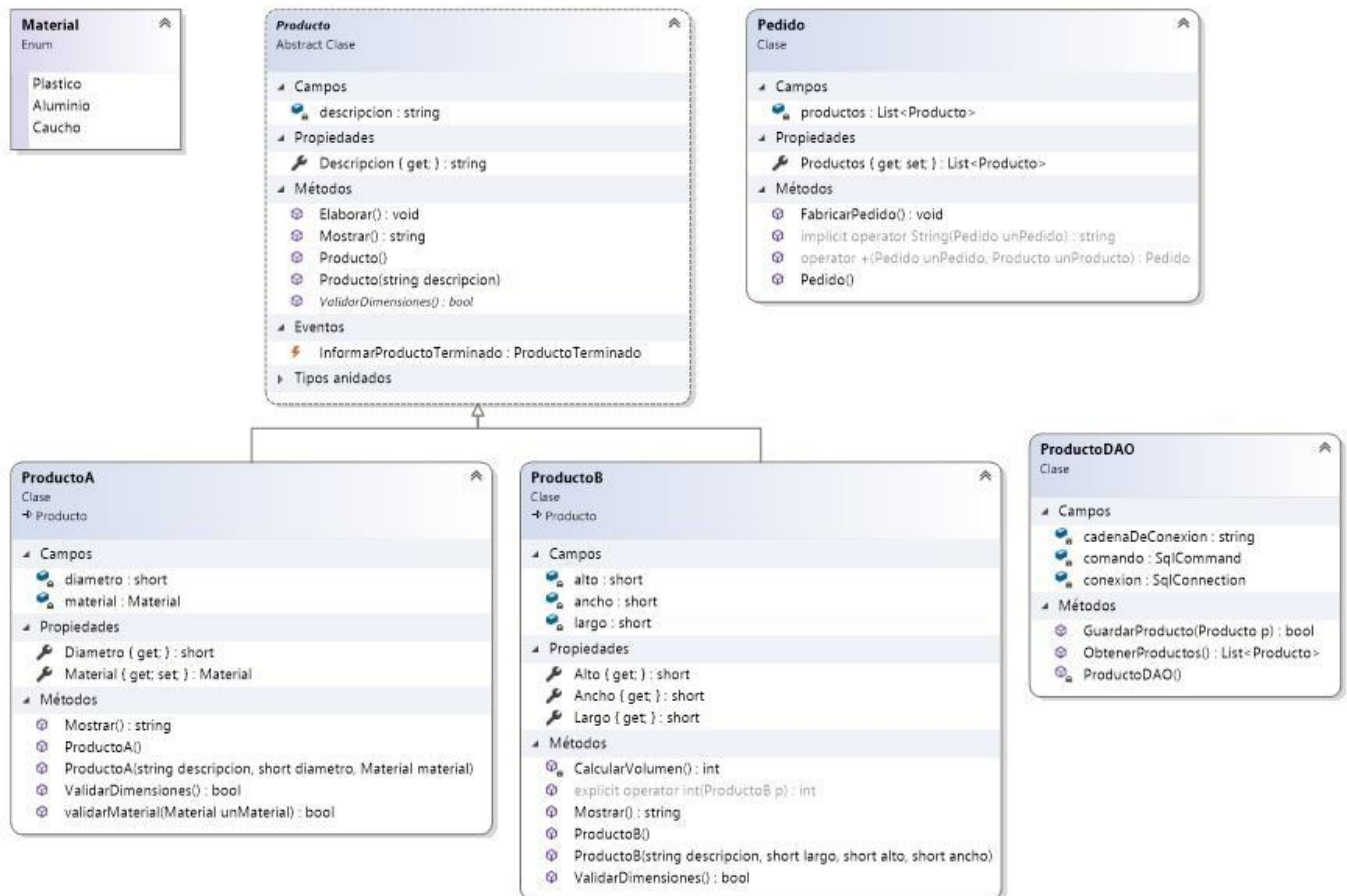 Material
Enum
Plastico
Aluminio
Caucho
Producto
Abstract Clase
Campos
descripcion : string
Propiedades
Descripcion { get; } : string
Métodos
Elaborar() : void
Mostrar() : string
Producto()
Producto(string descripcion)
ValidarDimensiones() : bool
Eventos
InformarProductoTerminado : ProductoTerminado
Tipos anidados
Pedido
Clase
Campos
productos : List<Producto>
Propiedades
Productos { get; set; } : List<Producto>
Métodos
FabricarPedido() : void
implicit operator String(Pedido unPedido) : string
operator +(Pedido unPedido, Producto unProducto) : Pedido
Pedido()
ProductoA
Clase
Producto
Campos
diametro : short
material : Material
Propiedades
Diametro { get; } : short
Material { get; set; } : Material
Métodos
Mostrar() : string
ProductoA()
ProductoA(string descripcion, short diametro, Material material)
ValidarDimensiones() : bool
validarMaterial(Material unMaterial) : bool
ProductoB
Clase
Producto
Campos
alto : short
ancho : short
largo : short
Propiedades
Alto { get; } : short
Ancho { get; } : short
Largo { get; } : short
Métodos
CalcularVolumen() : int
explicit operator int(ProductoB p) : int
Mostrar() : string
ProductoB()
ProductoB(string descripcion, short largo, short alto, short ancho)
ValidarDimensiones() : bool
ProductoDAO
Clase
Campos
cadenaDeConexion : string
comando : SqlCommand
conexion : SqlConnection
Métodos
GuardarProducto(Producto p) : bool
ObtenerProductos() : List<Producto>
ProductoDAO()